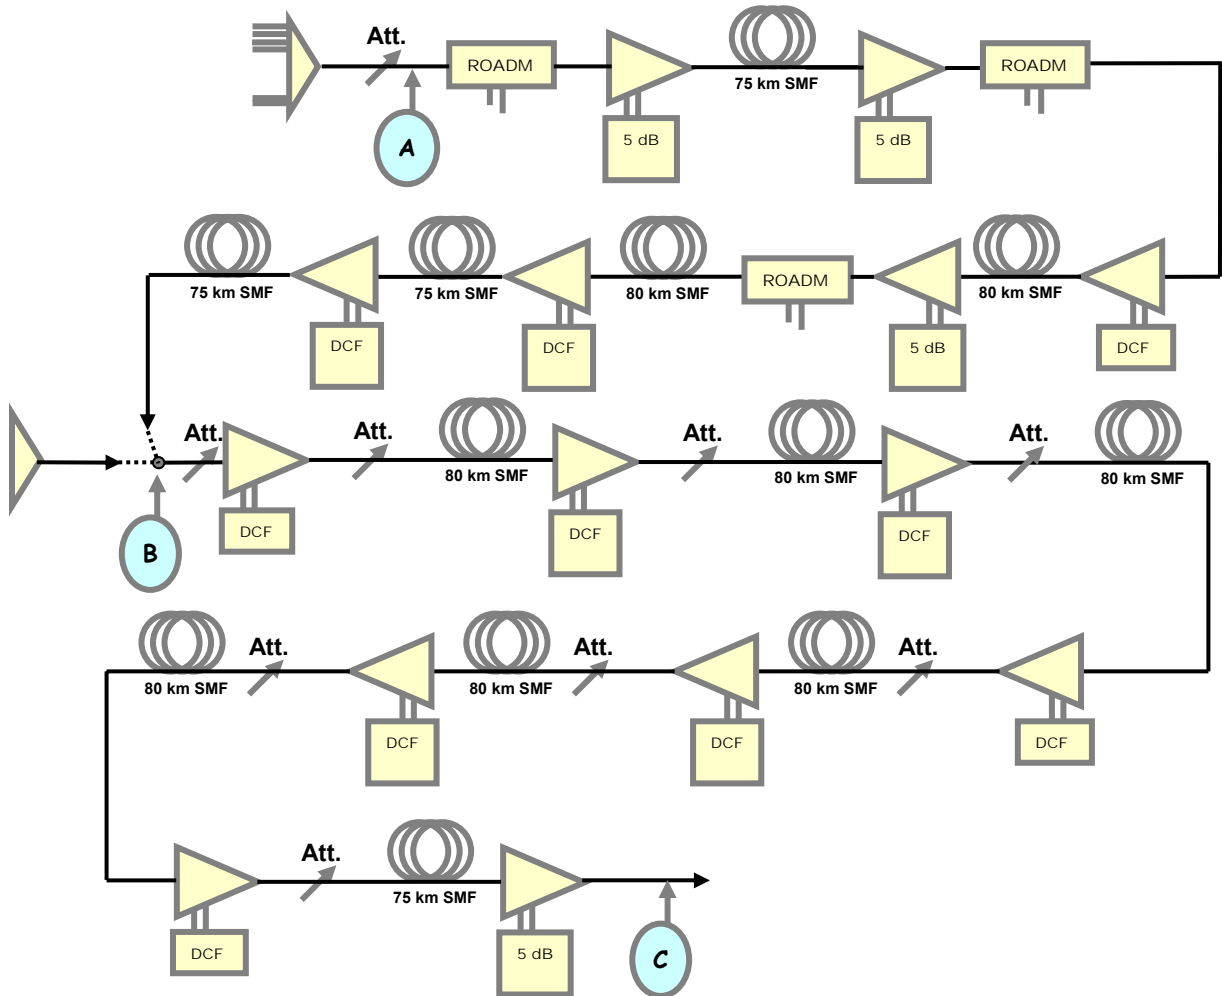 Att.
ROADM
75 km SMF
ROADM
A
5 dB
5 dB
75 km SMF
75 km SMF
80 km SMF
ROADM
80 km SMF
DCF
DCF
5 dB
DCF
Att.
80 km SMF
Att.
80 km SMF
Att.
80 km SMF
Att.
B
DCF
DCF
DCF
80 km SMF
Att.
80 km SMF
Att.
80 km SMF
Att.
DCF
DCF
DCF
Att.
75 km SMF
DCF
5 dB
C